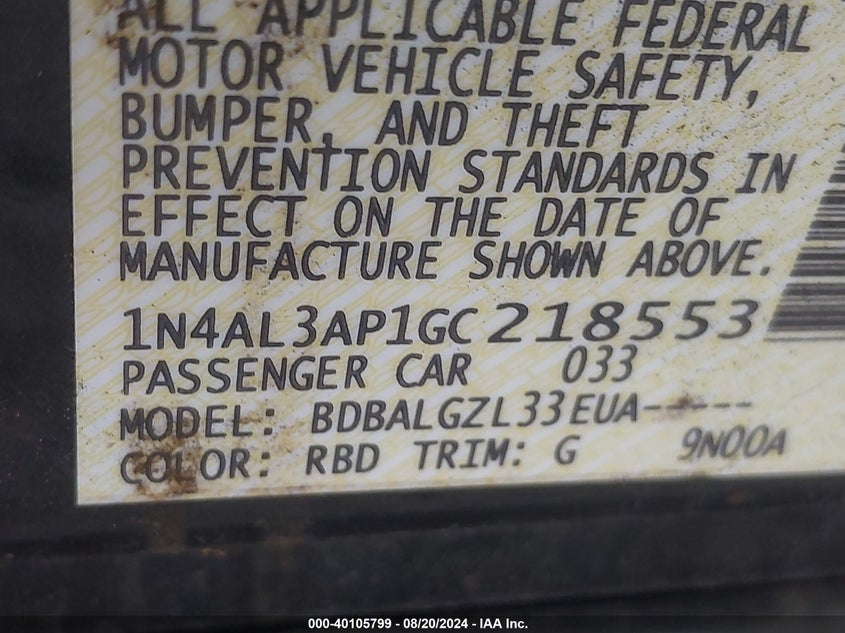 ALL APPLICABLE FEDERAL
MOTOR VEHICLE SAFETY,
BUMPER, AND THEFT
PREVENTION STANDARDS IN
EFFECT ON THE DATE OF
MANUFACTURE SHOWN ABOVE.
1N4AL3AP1GC218553
PASSENGER CAR 033
MODEL: BDBALGZL33EUA-----
COLOR: RBD TRIM: G 9N00A
000-40105799 - 08/20/2024 - IAA Inc.